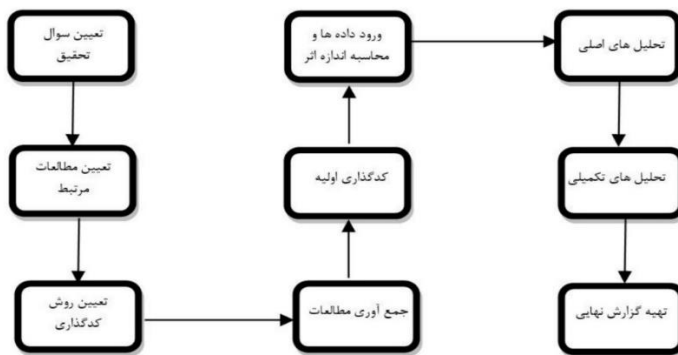 تعیین سوال
تحقیق
تعیین مطالعات
مرتبط
تعیین روش
کدگذاری
جمع آوری مطالعات
کدگذاری اولیه
ورود داده ها و
محاسبه اندازه اثر
تحلیل های اصلی
تحلیل های تکمیلی
تهیه گزارش نهایی